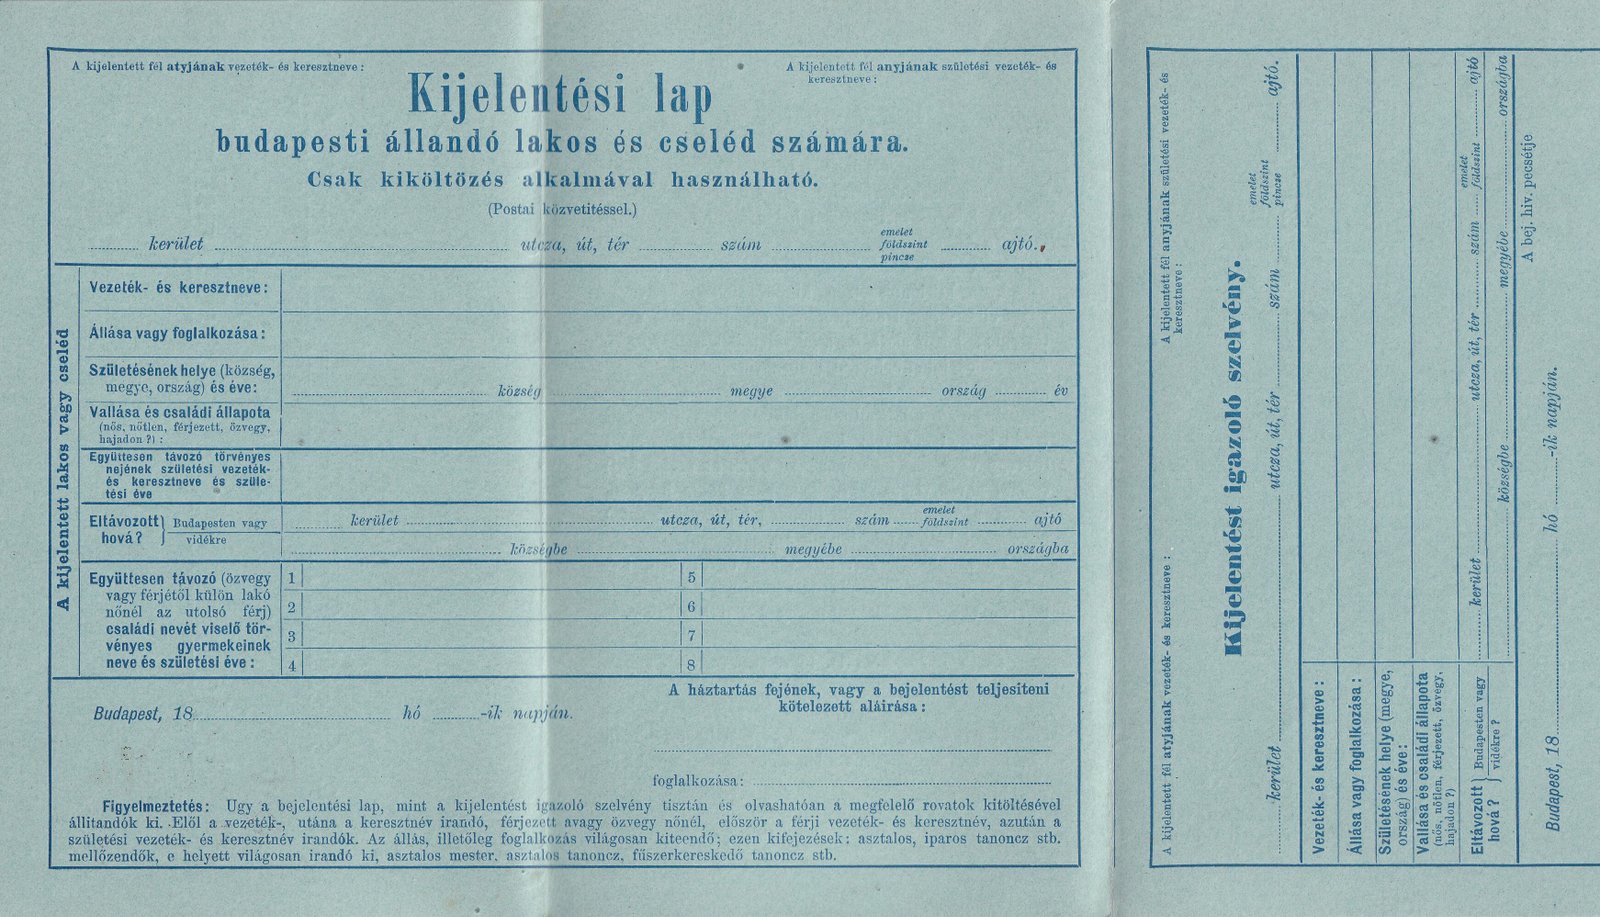 A kijelentett fél atyjának vezeték- és keresztneve :
A kijelentett fél anyjának születési vezeték- és
keresztneve :
Kijelentési lap
budapesti állandó lakos és cseléd számára.
Csak kiköltözés alkalmával használható.
(Postai közvetitéssel.)
kerület utcza, út, tér szám emelet földszint pincze ajtó.
A kijelentett lakos vagy cseléd
Vezeték- és keresztneve :
Állása vagy foglalkozása :
Születésének helye (község,
megye, ország) és éve :
község megye ország év
Vallása és családi állapota
(nős, nőtlen, férjezett, özvegy,
hajadon ?) :
Együttesen távozó törvényes
nejének születési vezeték-
és keresztneve és szüle-
tési éve
Eltávozott hová ?
Budapesten vagy
vidékre
kerület utcza, út, tér, szám emelet földszint ajtó
községbe megyébe országba
Együttesen távozó (özvegy
vagy férjétől külön lakó
nőnél az utolsó férj)
családi nevét viselő tör-
vényes gyermekeinek
neve és születési éve :
1 5
2 6
3 7
4 8
Budapest, 18 hó -ik napján.
A háztartás fejének, vagy a bejelentést teljesiteni
kötelezett aláirása :
foglalkozása :
Figyelmeztetés : Ugy a bejelentési lap, mint a kijelentést igazoló szelvény tisztán és olvashatóan a megfelelő rovatok kitöltésével
állitandók ki. Elől a vezeték-, utána a keresztnév irandó, férjezett avagy özvegy nőnél, először a férji vezeték- és keresztnév, azután a
születési vezeték- és keresztnév irandók. Az állás, illetőleg foglalkozás világosan kiteendő ; ezen kifejezések : asztalos, iparos tanoncz stb.
mellőzendők, e helyett világosan irandó ki, asztalos mester, asztalos tanoncz, fűszerkereskedő tanoncz stb.
A kijelentett fél atyjának vezeték- és keresztneve :
A kijelentett fél anyjának születési vezeték- és
keresztneve :
Kijelentést igazoló szelvény.
kerület utcza, út, tér szám emelet földszint pincze ajtó.
Vezeték- és keresztneve :
Állása vagy foglalkozása :
Születésének helye (megye,
ország) és éve :
Vallása és családi állapota
(nős, nőtlen, férjezett, özvegy,
hajadon ?)
Eltávozott hová ?
Budapesten vagy
vidékre ?
kerület utcza, út, tér szám emelet földszint ajtó
községbe megyébe országba
A bej. hiv. pecsétje
Budapest, 18 hó -ik napján.